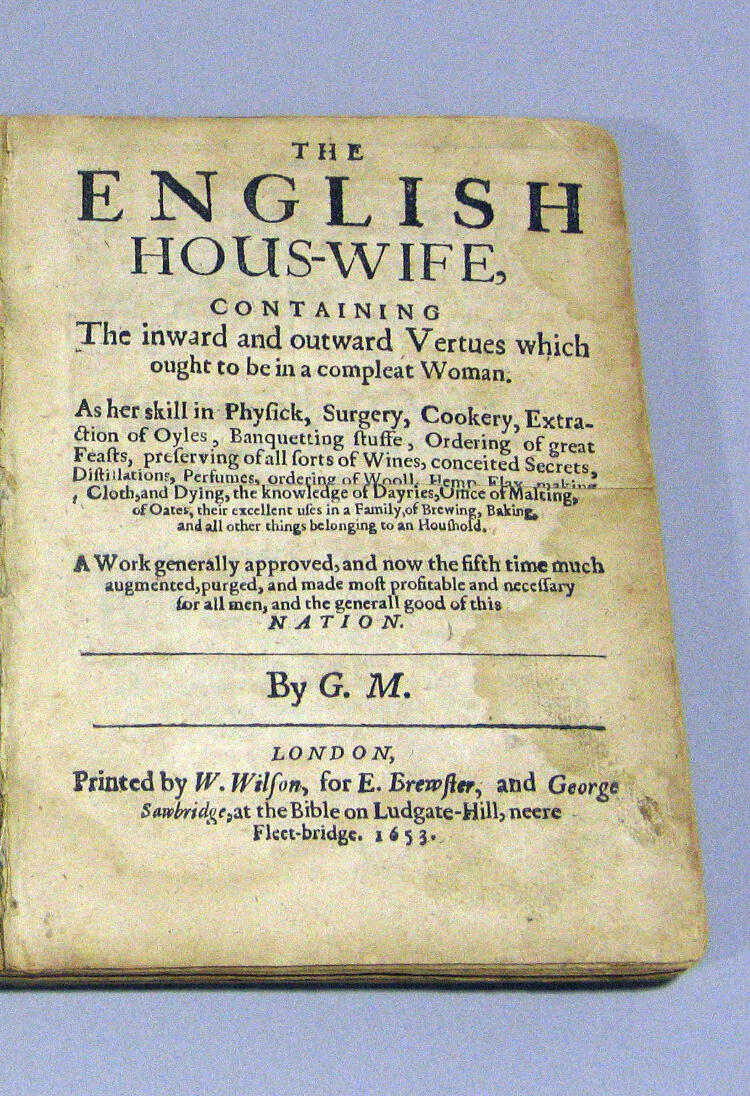 THE
ENGLISH
HOUS-WIFE,
CONTAINING
The inward and outward Vertues which
ought to be in a compleat Woman.
As her skill in Phyſick, Surgery, Cookery, Extra-
ction of Oyles, Banquetting ſtuffe, Ordering of great
Feaſts, preſerving of all ſorts of Wines, conceited Secrets,
Diſtillations, Perfumes, ordering of Wooll, Hemp, Flax, making
Cloth, and Dying, the knowledge of Dayries, Office of Malting,
of Oates, their excellent uſes in a Family, of Brewing, Baking,
and all other things belonging to an Houſhold.
A Work generally approved, and now the fifth time much
augmented, purged, and made moſt profitable and neceſſary
for all men, and the generall good of this
NATION.
By G. M.
LONDON,
Printed by W. Wilſon, for E. Brewſter, and George
Sawbridge, at the Bible on Ludgate-Hill, neere
Fleet-bridge. 1653.